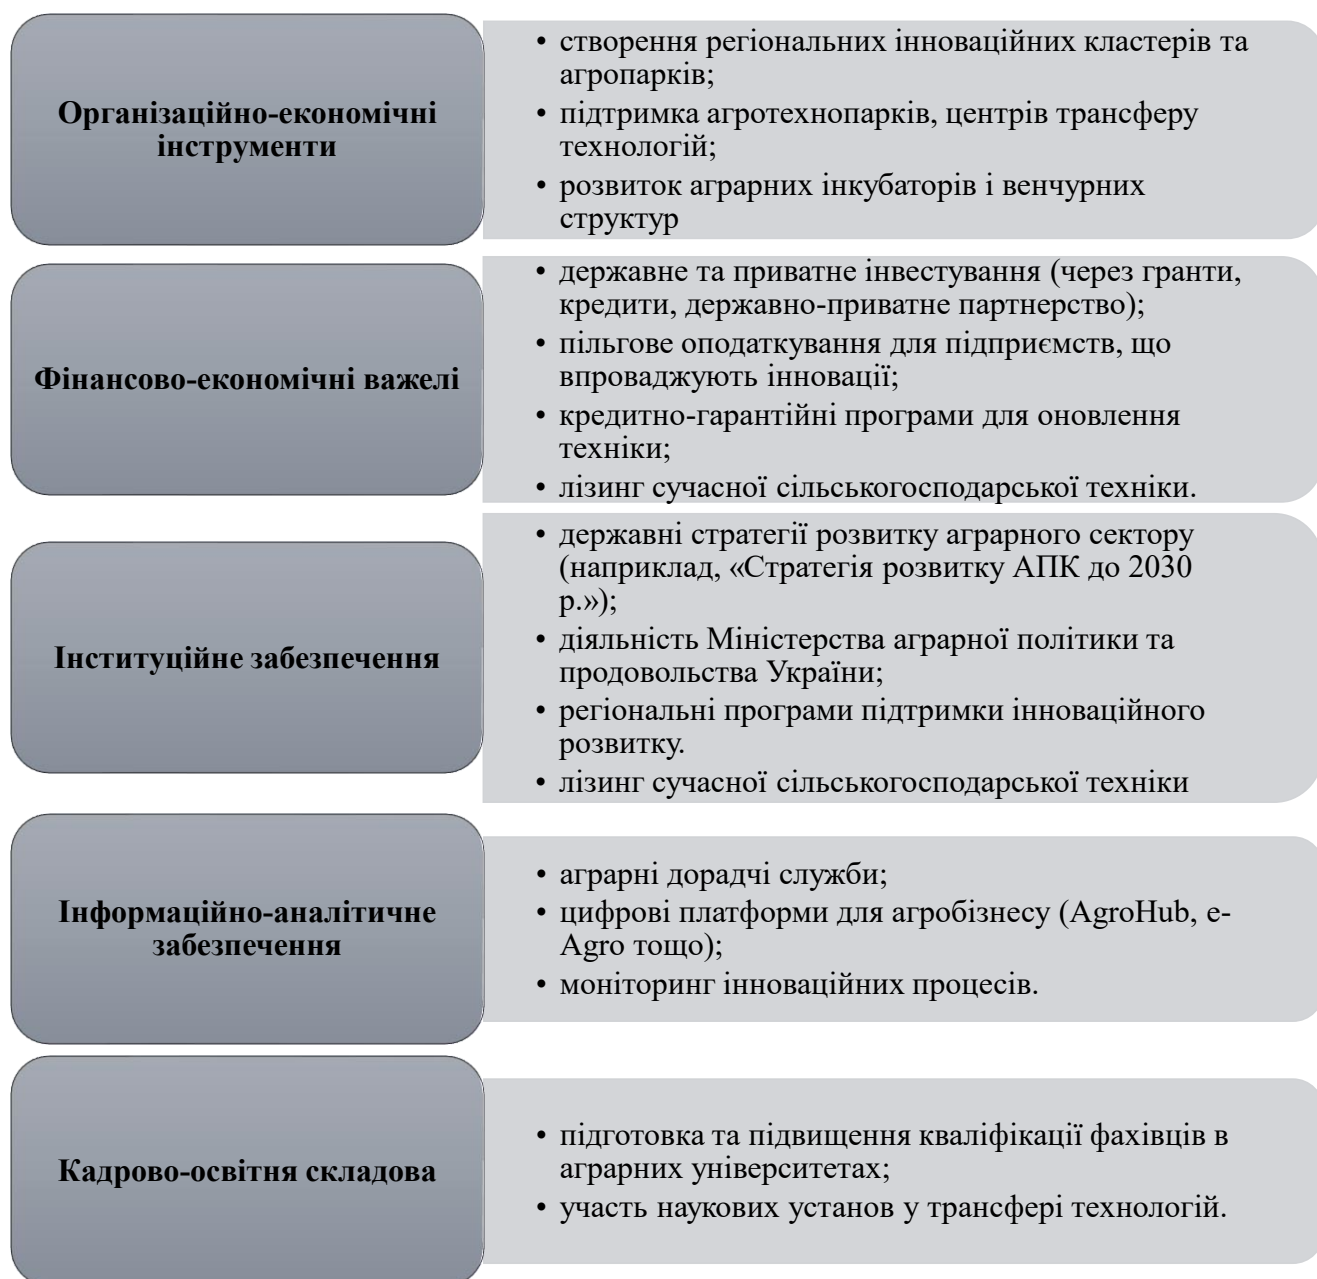 Організаційно-економічні
інструменти
• створення регіональних інноваційних кластерів та
агропарків;
• підтримка агротехнопарків, центрів трансферу
технологій;
• розвиток аграрних інкубаторів і венчурних
структур
Фінансово-економічні важелі
• державне та приватне інвестування (через гранти,
кредити, державно-приватне партнерство);
• пільгове оподаткування для підприємств, що
впроваджують інновації;
• кредитно-гарантійні програми для оновлення
техніки;
• лізинг сучасної сільськогосподарської техніки.
Інституційне забезпечення
• державні стратегії розвитку аграрного сектору
(наприклад, «Стратегія розвитку АПК до 2030
р.»);
• діяльність Міністерства аграрної політики та
продовольства України;
• регіональні програми підтримки інноваційного
розвитку.
• лізинг сучасної сільськогосподарської техніки
Інформаційно-аналітичне
забезпечення
• аграрні дорадчі служби;
• цифрові платформи для агробізнесу (AgroHub, e-
Agro тощо);
• моніторинг інноваційних процесів.
Кадрово-освітня складова
• підготовка та підвищення кваліфікації фахівців в
аграрних університетах;
• участь наукових установ у трансфері технологій.